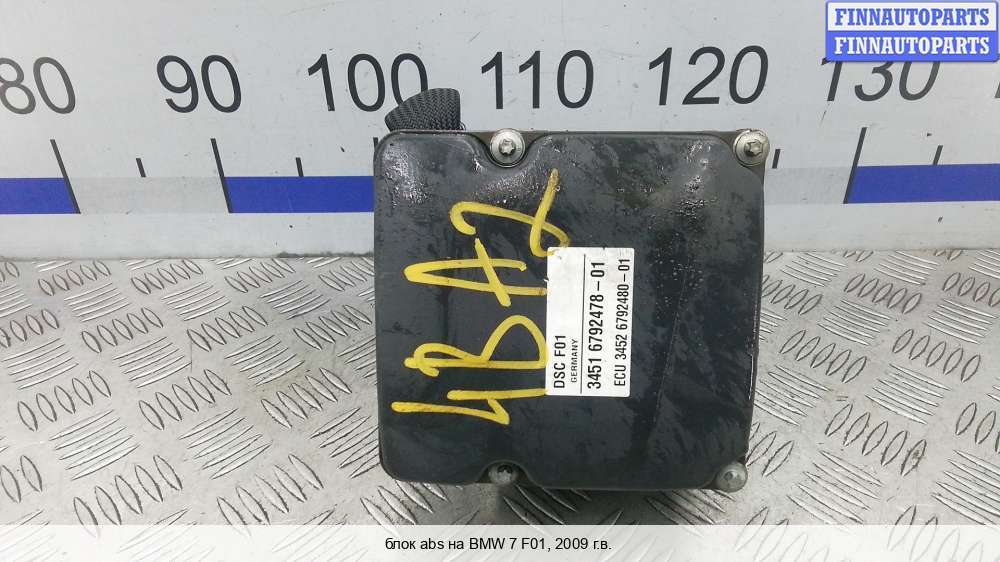 FINNAUTOPARTS
FINNAUTOPARTS
80 90 100 110 120 130
4BA2
DSC F01
GERMANY
3451 6792478-01
ECU 3452 6792480-01
блок abs на BMW 7 F01, 2009 г.в.